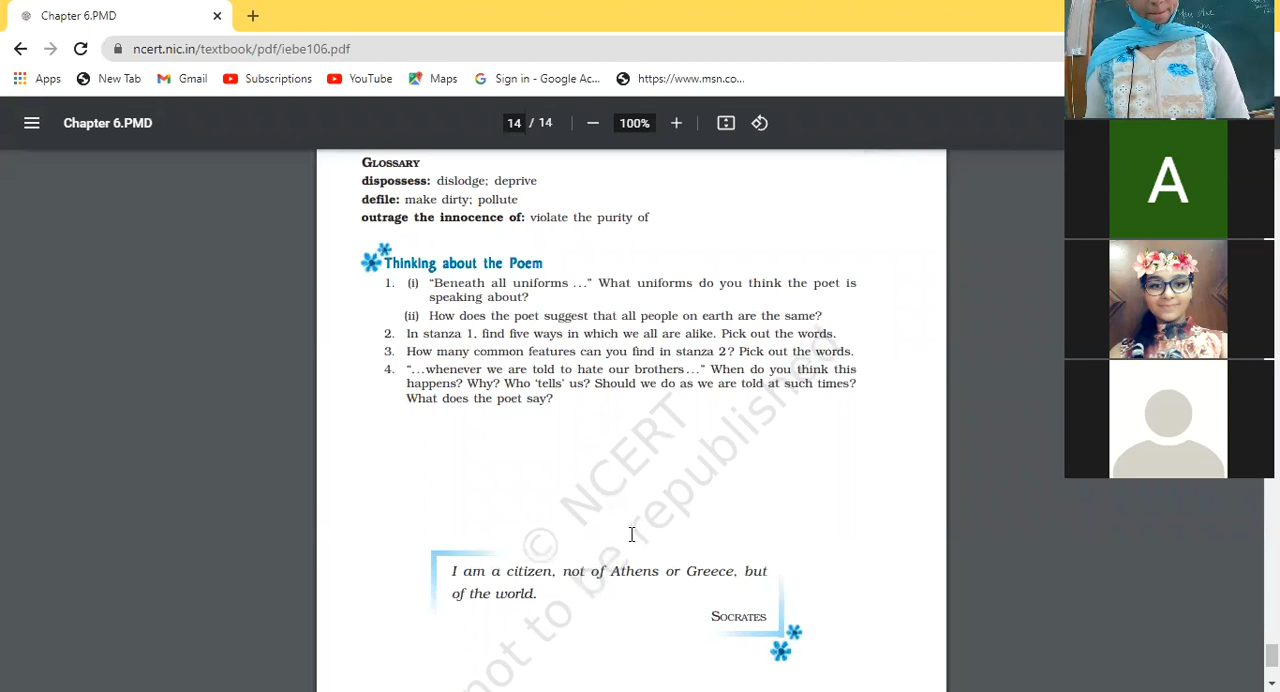 Chapter 6.PMD
ncert.nic.in/textbook/pdf/iebe106.pdf
Apps New Tab Gmail Subscriptions YouTube Maps Sign in - Google Ac... https://www.msn.co...
Chapter 6.PMD 14 / 14 100%
GLOSSARY
dispossess: dislodge; deprive
defile: make dirty; pollute
outrage the innocence of: violate the purity of
Thinking about the Poem
1. (i) “Beneath all uniforms ...” What uniforms do you think the poet is
speaking about?
(ii) How does the poet suggest that all people on earth are the same?
2. In stanza 1, find five ways in which we all are alike. Pick out the words.
3. How many common features can you find in stanza 2? Pick out the words.
4. “...whenever we are told to hate our brothers ...” When do you think this
happens? Why? Who ‘tells’ us? Should we do as we are told at such times?
What does the poet say?
© NCERT
not to be republished
I am a citizen, not of Athens or Greece, but
of the world.
SOCRATES
A